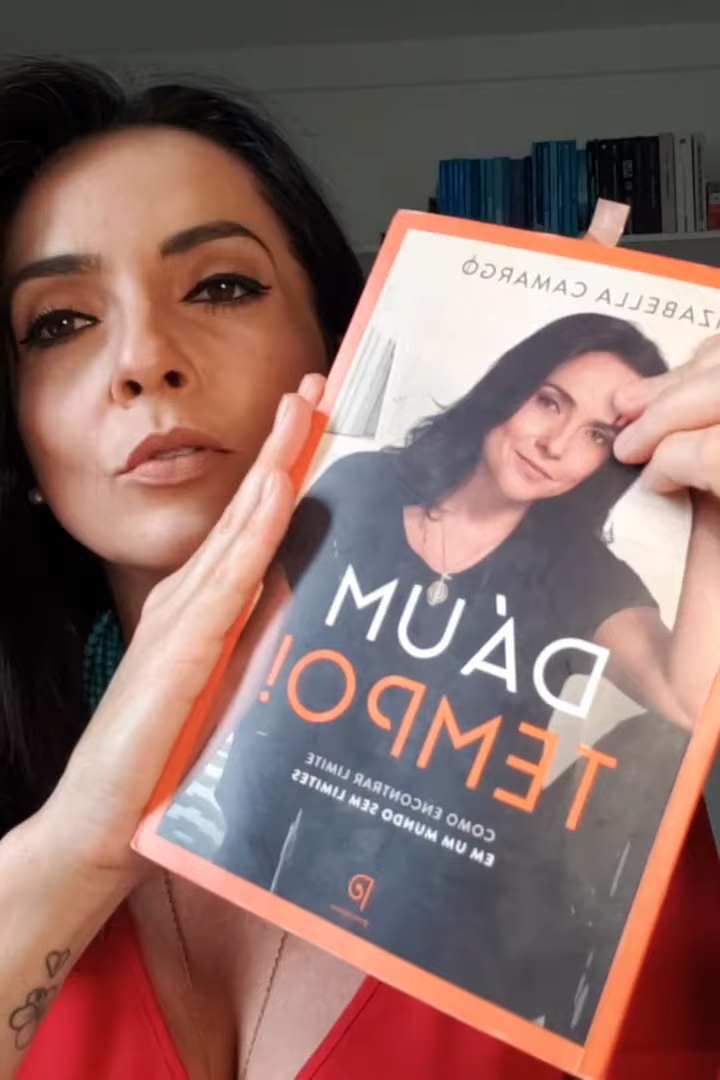 IZABELLA CAMARGO
DÁ UM
TEMPO!
COMO ENCONTRAR LIMITE
EM UM MUNDO SEM LIMITES